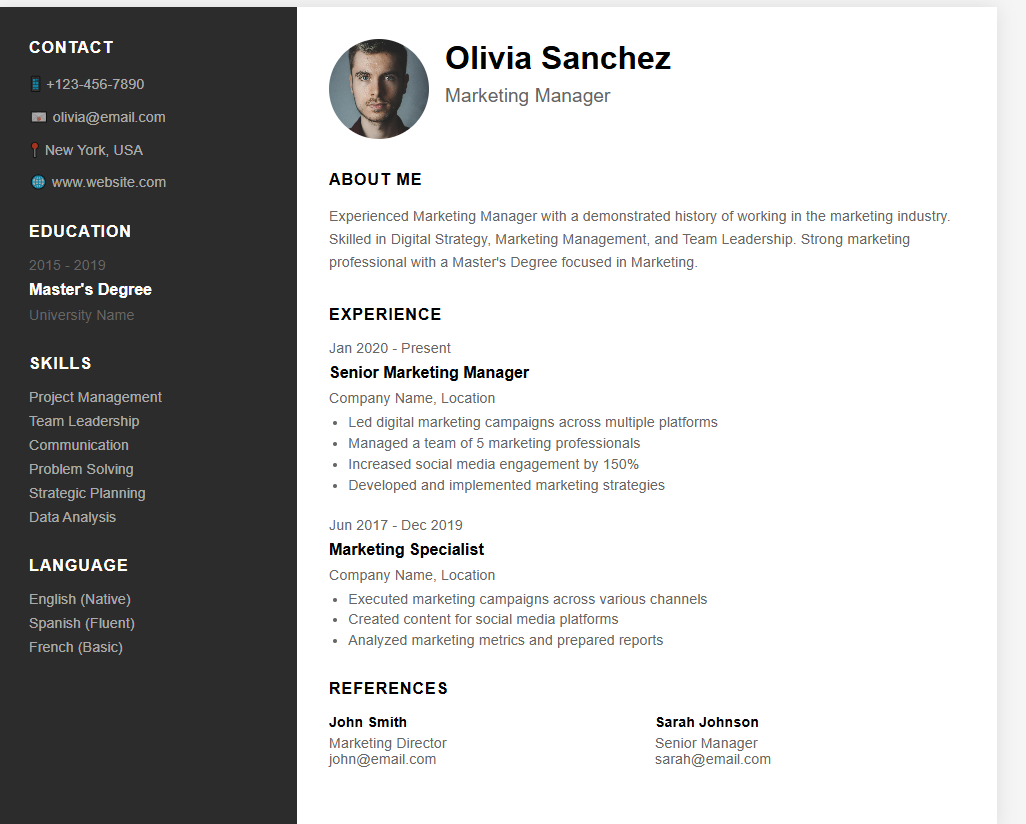 CONTACT
+123-456-7890
olivia@email.com
New York, USA
www.website.com
EDUCATION
2015 - 2019
Master's Degree
University Name
SKILLS
Project Management
Team Leadership
Communication
Problem Solving
Strategic Planning
Data Analysis
LANGUAGE
English (Native)
Spanish (Fluent)
French (Basic)
Olivia Sanchez
Marketing Manager
ABOUT ME
Experienced Marketing Manager with a demonstrated history of working in the marketing industry.
Skilled in Digital Strategy, Marketing Management, and Team Leadership. Strong marketing
professional with a Master's Degree focused in Marketing.
EXPERIENCE
Jan 2020 - Present
Senior Marketing Manager
Company Name, Location
• Led digital marketing campaigns across multiple platforms
• Managed a team of 5 marketing professionals
• Increased social media engagement by 150%
• Developed and implemented marketing strategies
Jun 2017 - Dec 2019
Marketing Specialist
Company Name, Location
• Executed marketing campaigns across various channels
• Created content for social media platforms
• Analyzed marketing metrics and prepared reports
REFERENCES
John Smith
Marketing Director
john@email.com
Sarah Johnson
Senior Manager
sarah@email.com